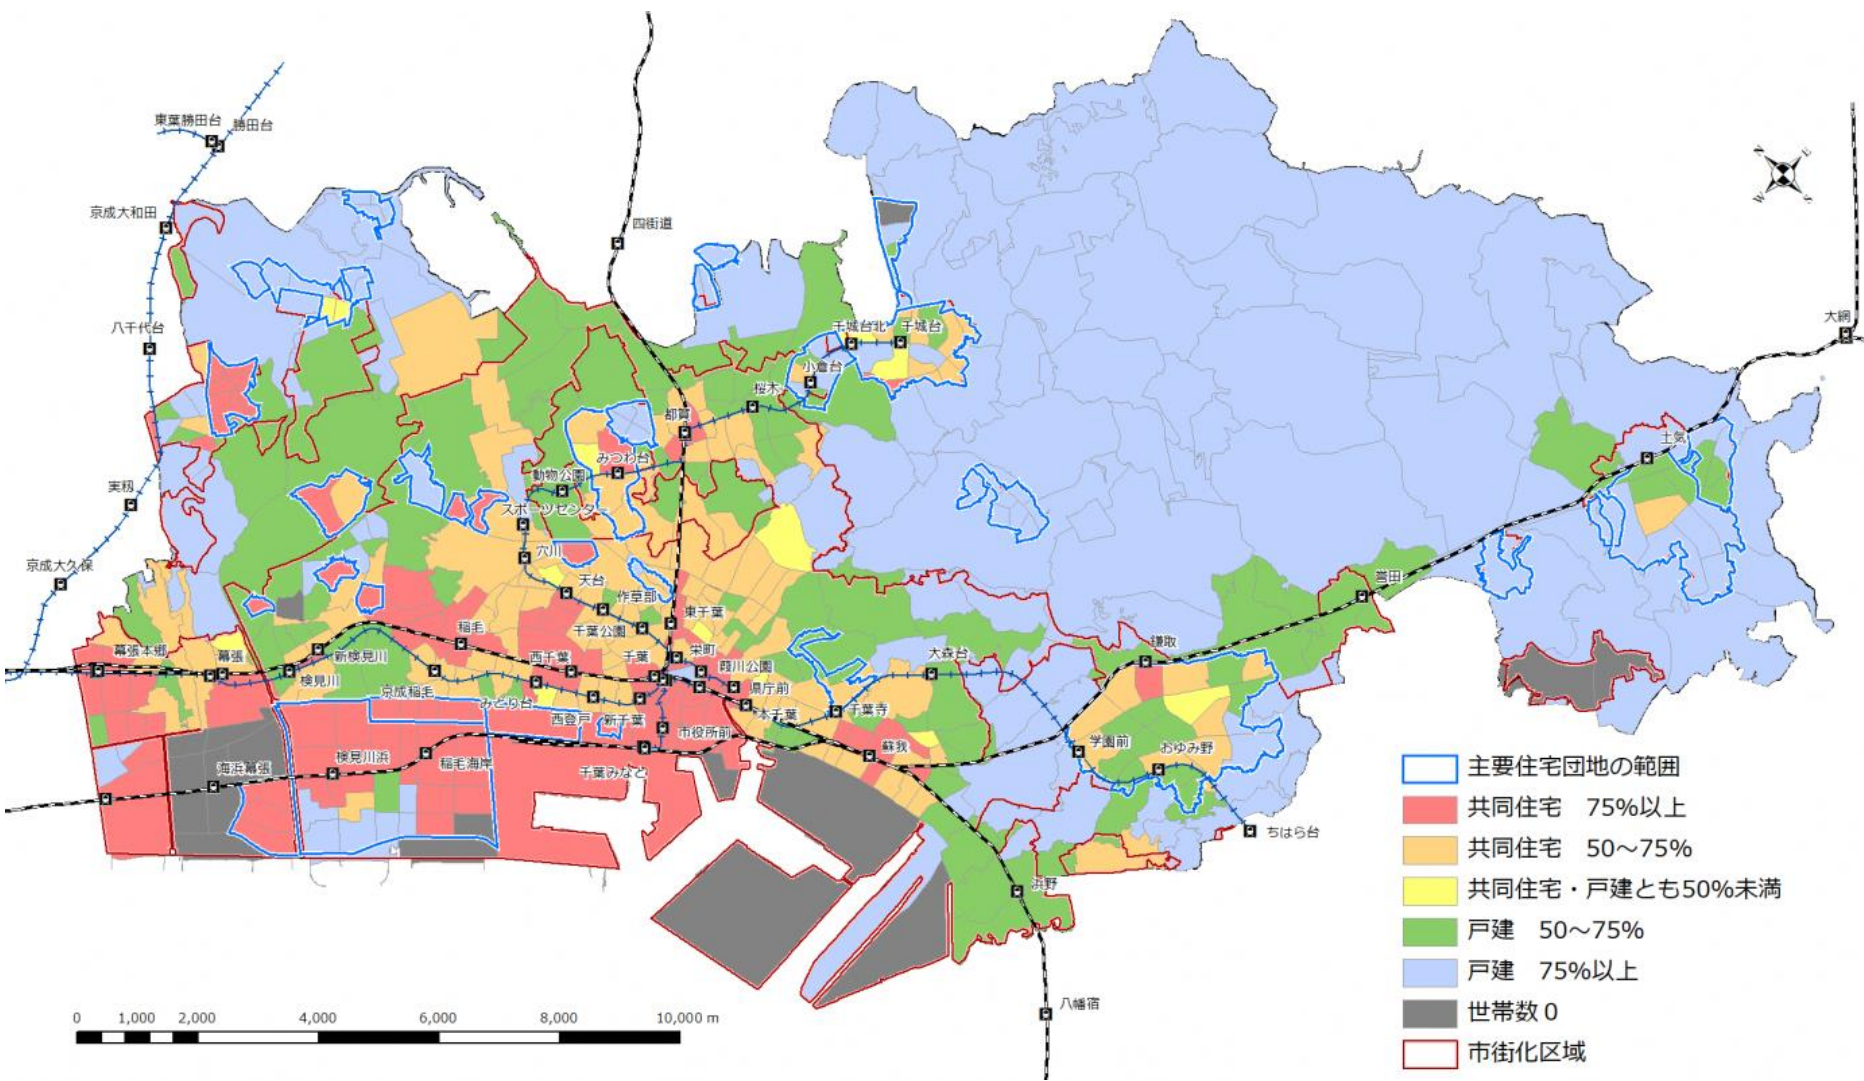 東葉勝田台
勝田台
京成大和田
四街道
八千代台
大網
千城台北
千城台
小倉台
桜木
都賀
土気
みつわ台
動物公園
実籾
スポーツセンター
穴川
京成大久保
天台
作草部
誉田
東千葉
千葉公園
稲毛
鎌取
幕張本郷
幕張
新検見川
西千葉
千葉
栄町
葭川公園
大森台
検見川
京成稲毛
みどり台
県庁前
西登戸
新千葉
本千葉
千葉寺
市役所前
学園前
おゆみ野
蘇我
海浜幕張
検見川浜
稲毛海岸
千葉みなと
ちはら台
浜野
八幡宿
N
E
W
S
主要住宅団地の範囲
共同住宅 75%以上
共同住宅 50~75%
共同住宅・戸建とも50%未満
戸建 50~75%
戸建 75%以上
世帯数0
市街化区域
0 1,000 2,000 4,000 6,000 8,000 10,000 m